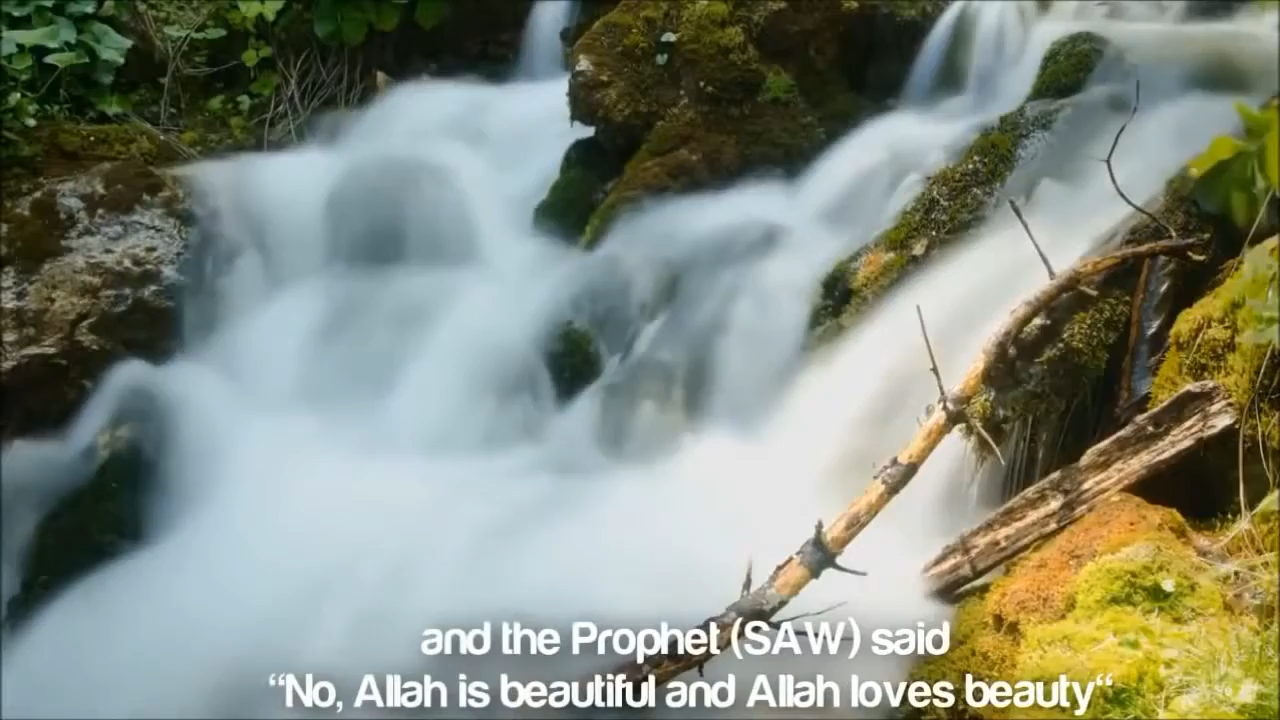 and the Prophet (SAW) said
“No, Allah is beautiful and Allah loves beauty“